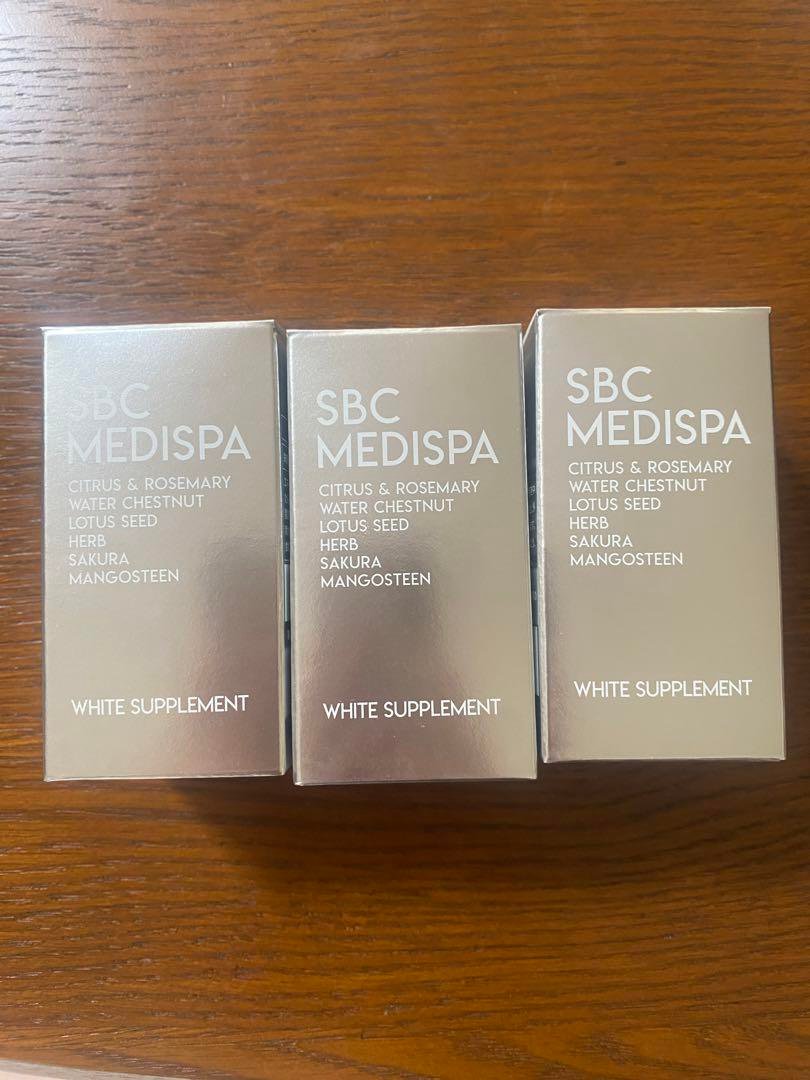 SBC
MEDISPA
CITRUS & ROSEMARY
WATER CHESTNUT
LOTUS SEED
HERB
SAKURA
MANGOSTEEN
WHITE SUPPLEMENT
SBC
MEDISPA
CITRUS & ROSEMARY
WATER CHESTNUT
LOTUS SEED
HERB
SAKURA
MANGOSTEEN
WHITE SUPPLEMENT
SBC
MEDISPA
CITRUS & ROSEMARY
WATER CHESTNUT
LOTUS SEED
HERB
SAKURA
MANGOSTEEN
WHITE SUPPLEMENT